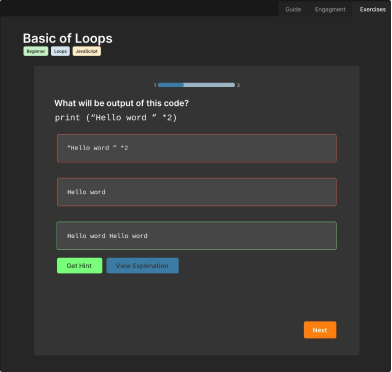 Guide Engagment Exercises
Basic of Loops
Beginner Loops JavaScript
1 3
What will be output of this code?
print (“Hello word ” *2)
“Hello word ” *2
Hello word
Hello word Hello word
Get Hint View Explanation
Next